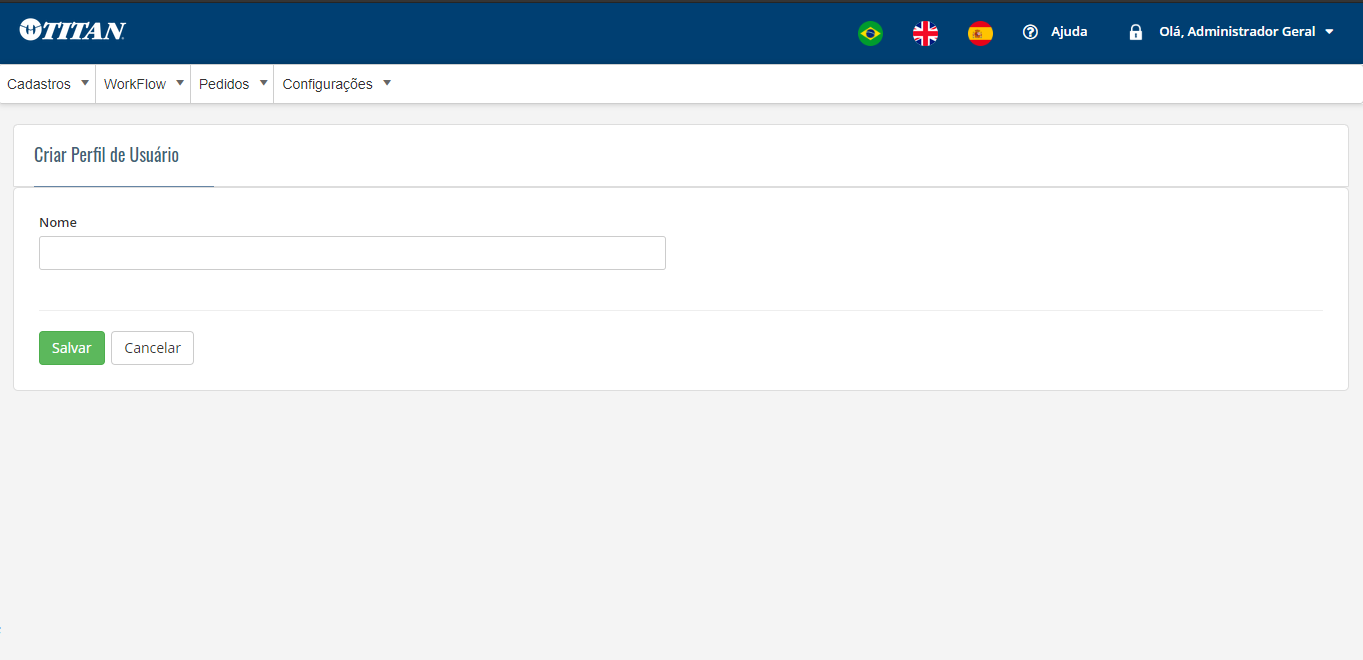 TITAN
Ajuda
Olá, Administrador Geral
Cadastros
WorkFlow
Pedidos
Configurações
Criar Perfil de Usuário
Nome
Salvar
Cancelar